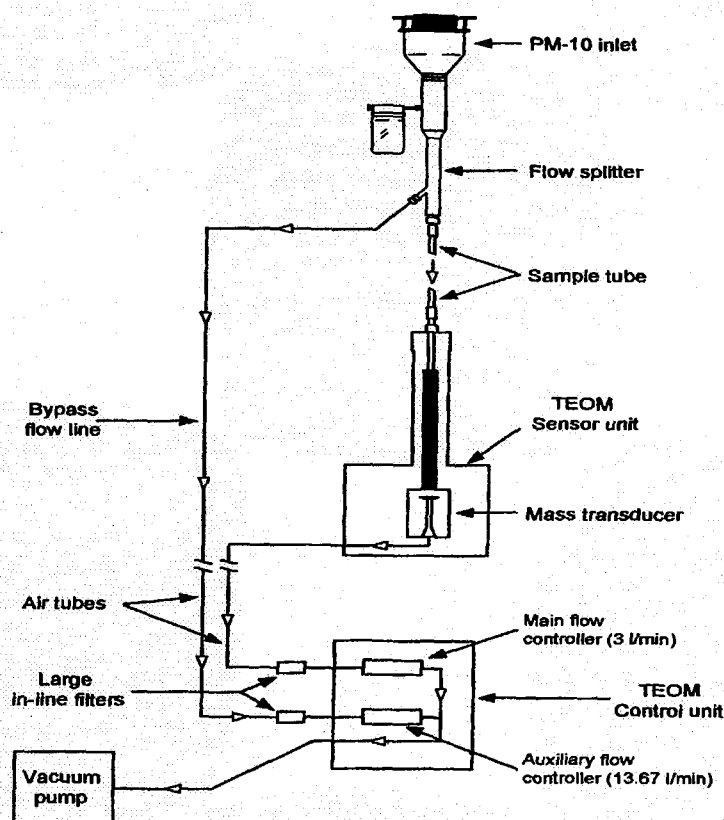 PM-10 inlet
Flow splitter
Sample tube
TEOM
Sensor unit
Bypass
flow line
Mass transducer
Air tubes
Main flow
controller (3 l/min)
Large
in-line filters
TEOM
Control unit
Auxiliary flow
controller (13.67 l/min)
Vacuum
pump